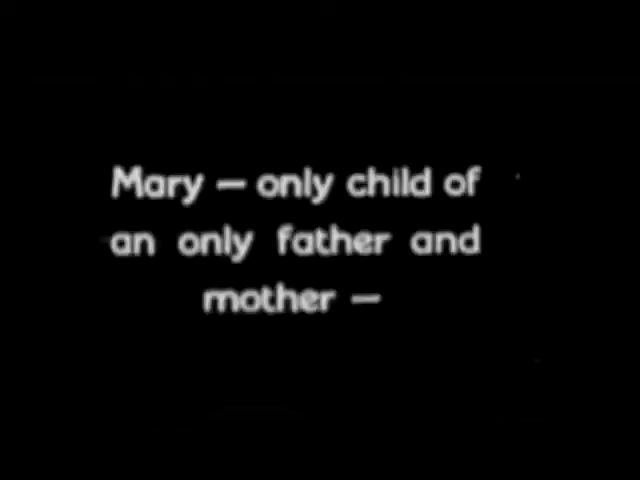 Mary — only child of
an only father and
mother —